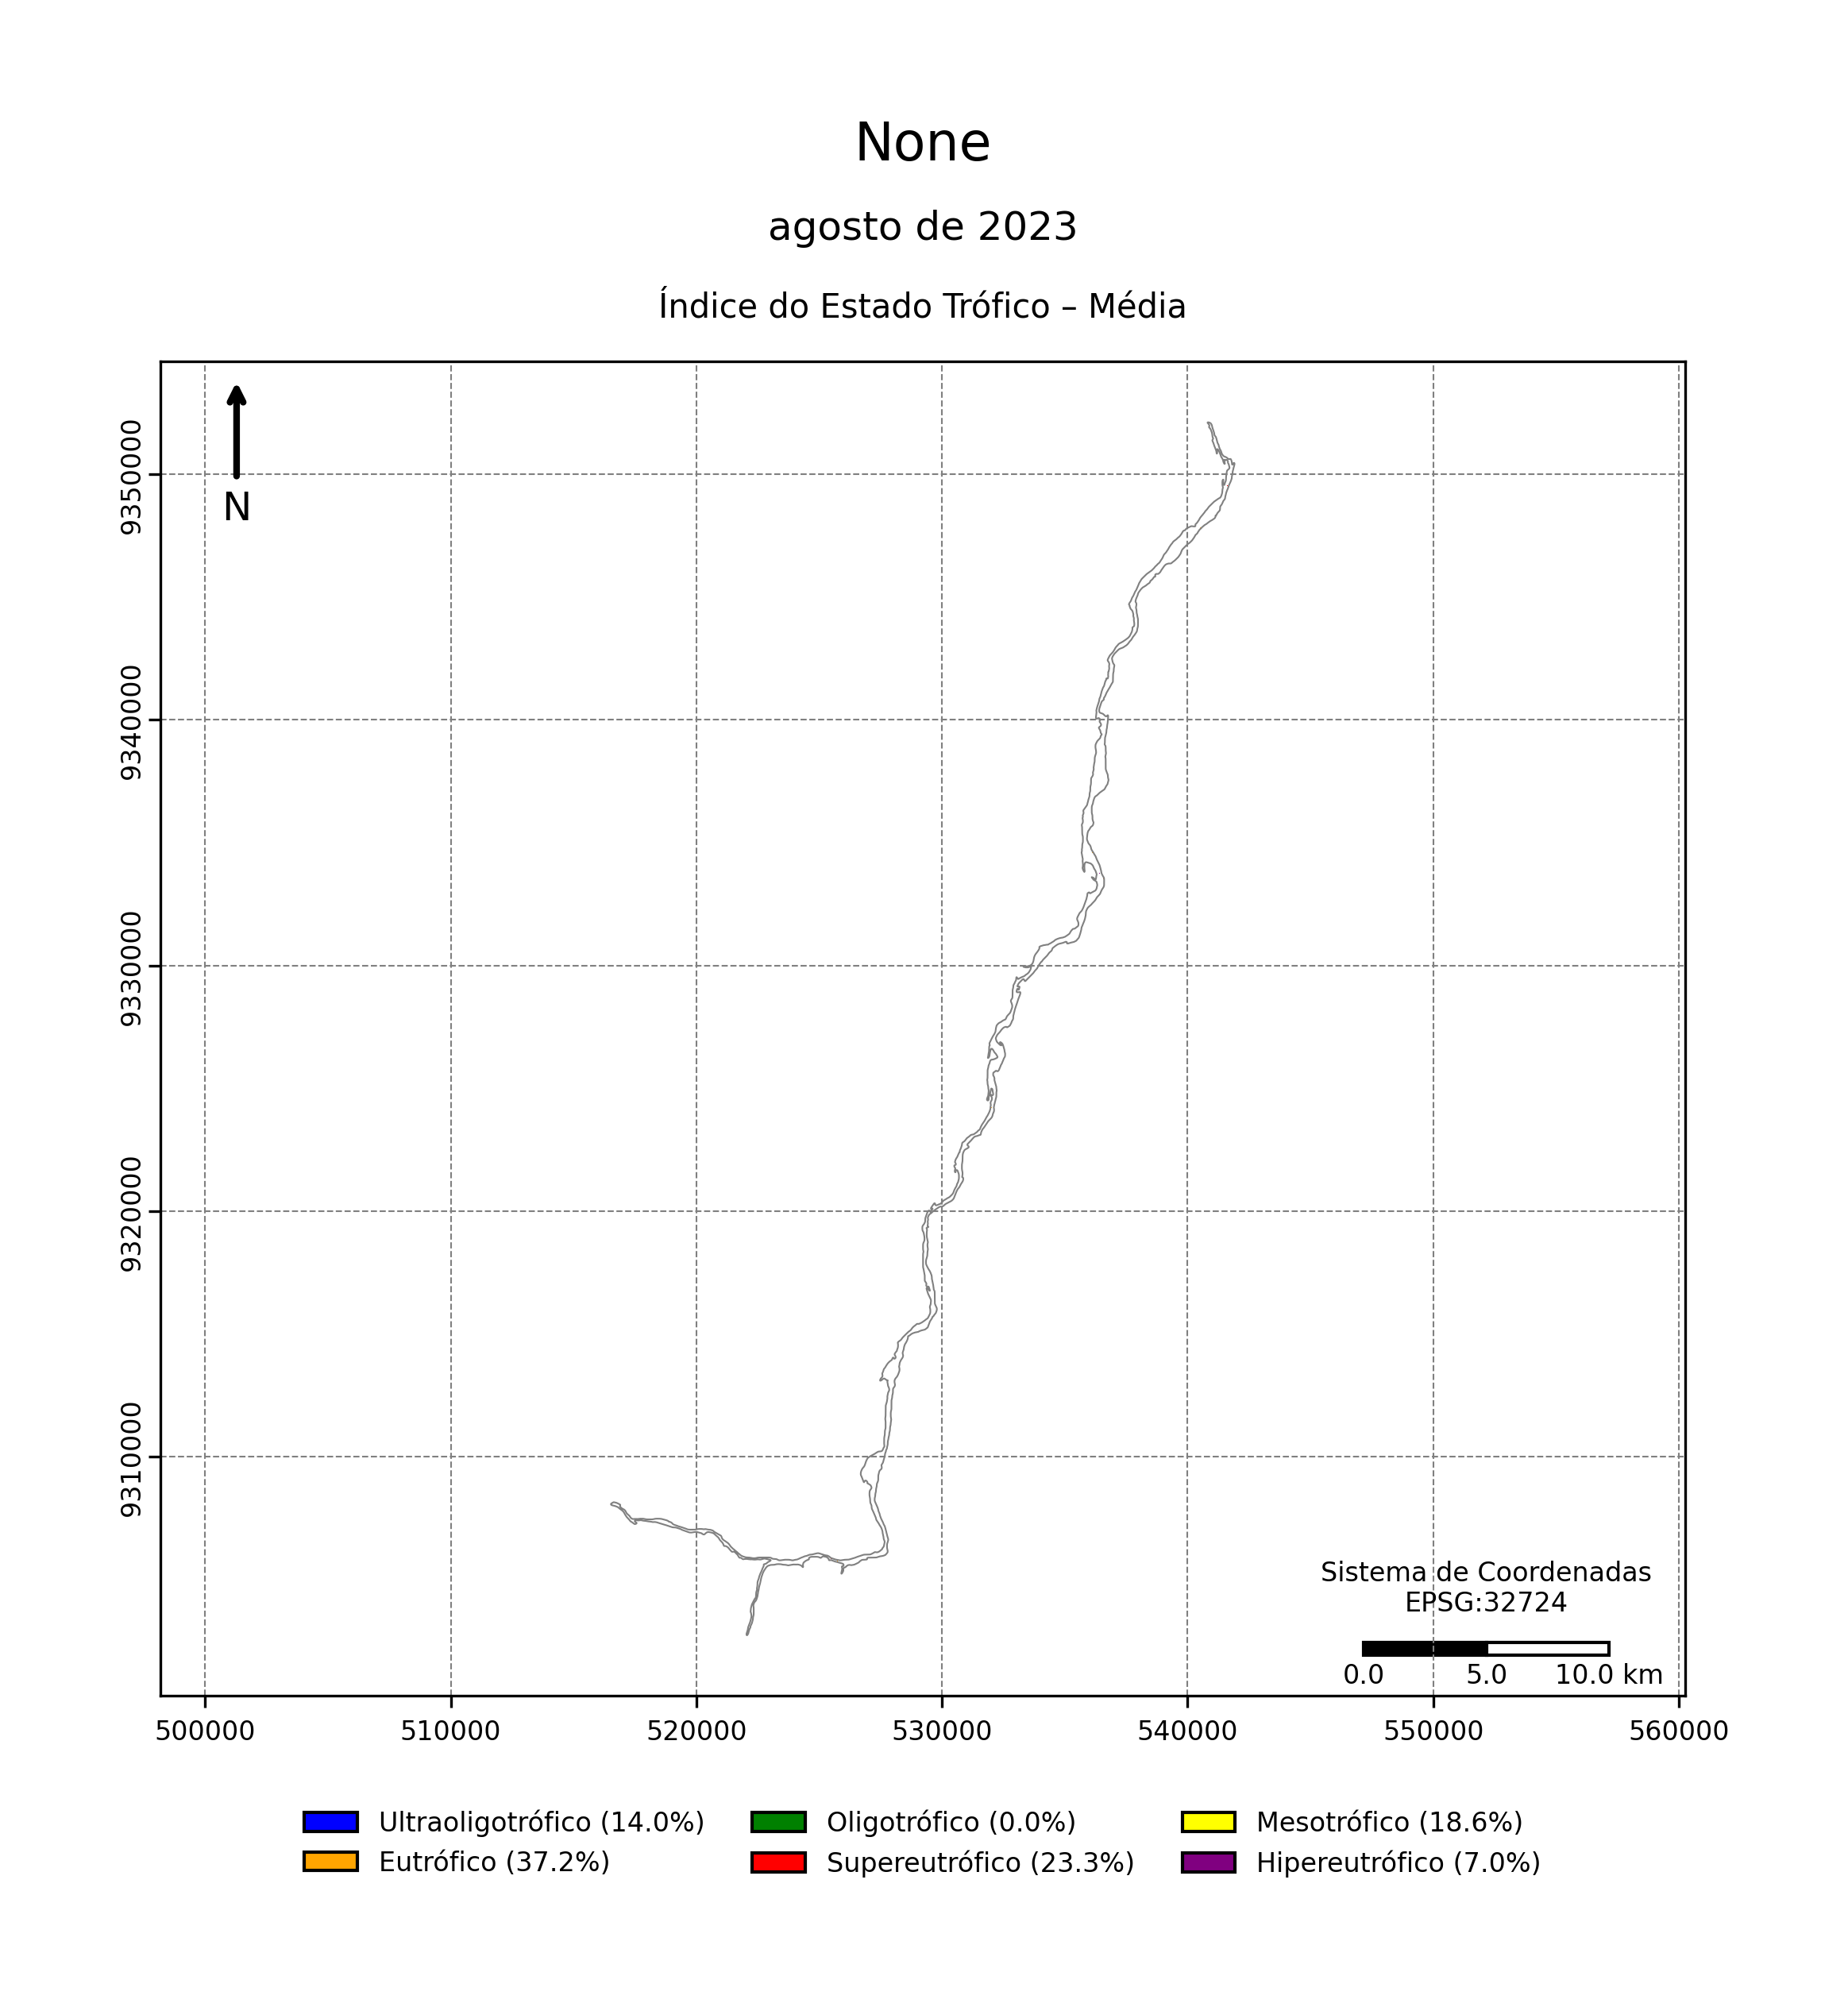 None
agosto de 2023
Índice do Estado Trófico – Média
N
9350000
9340000
9330000
9320000
9310000
Sistema de Coordenadas
EPSG:32724
0.0 5.0 10.0 km
500000 510000 520000 530000 540000 550000 560000
Ultraoligotrófico (14.0%) Oligotrófico (0.0%) Mesotrófico (18.6%)
Eutrófico (37.2%) Supereutrófico (23.3%) Hipereutrófico (7.0%)